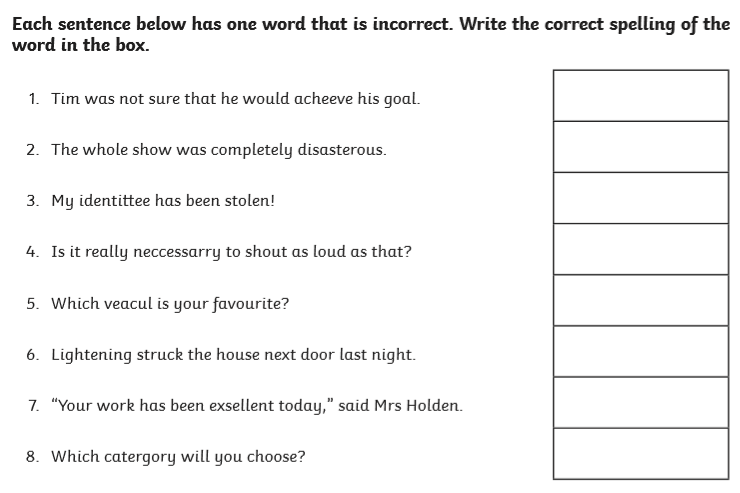 Each sentence below has one word that is incorrect. Write the correct spelling of the
word in the box.
1. Tim was not sure that he would acheeve his goal.
2. The whole show was completely disasterous.
3. My identittee has been stolen!
4. Is it really neccessarry to shout as loud as that?
5. Which veacul is your favourite?
6. Lightening struck the house next door last night.
7. “Your work has been exsellent today,” said Mrs Holden.
8. Which catergory will you choose?